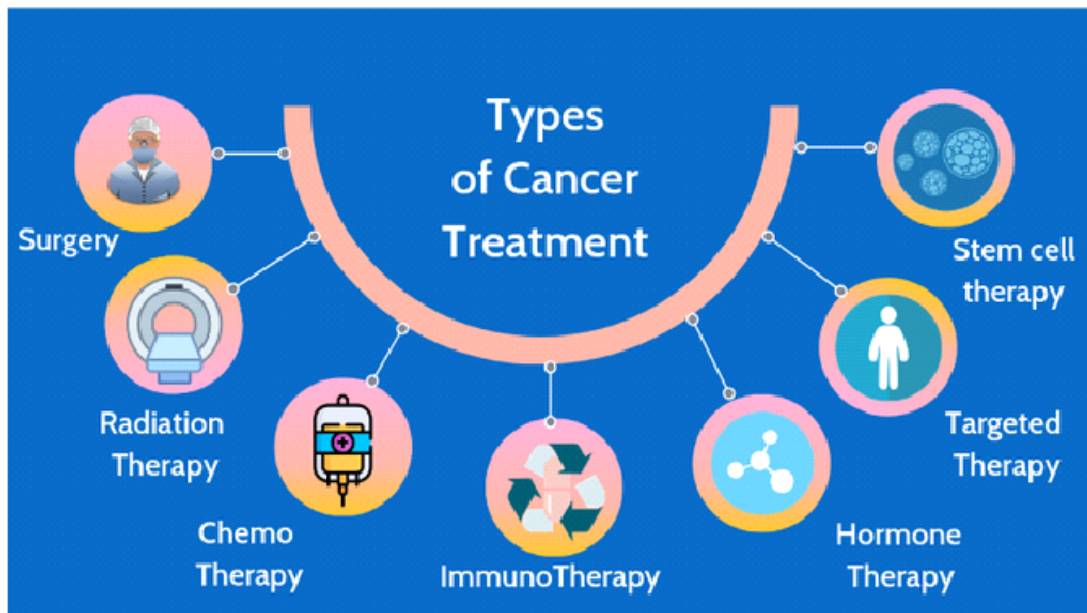 Types
of Cancer
Treatment
Surgery
Radiation
Therapy
Chemo
Therapy
ImmunoTherapy
Hormone
Therapy
Targeted
Therapy
Stem cell
therapy